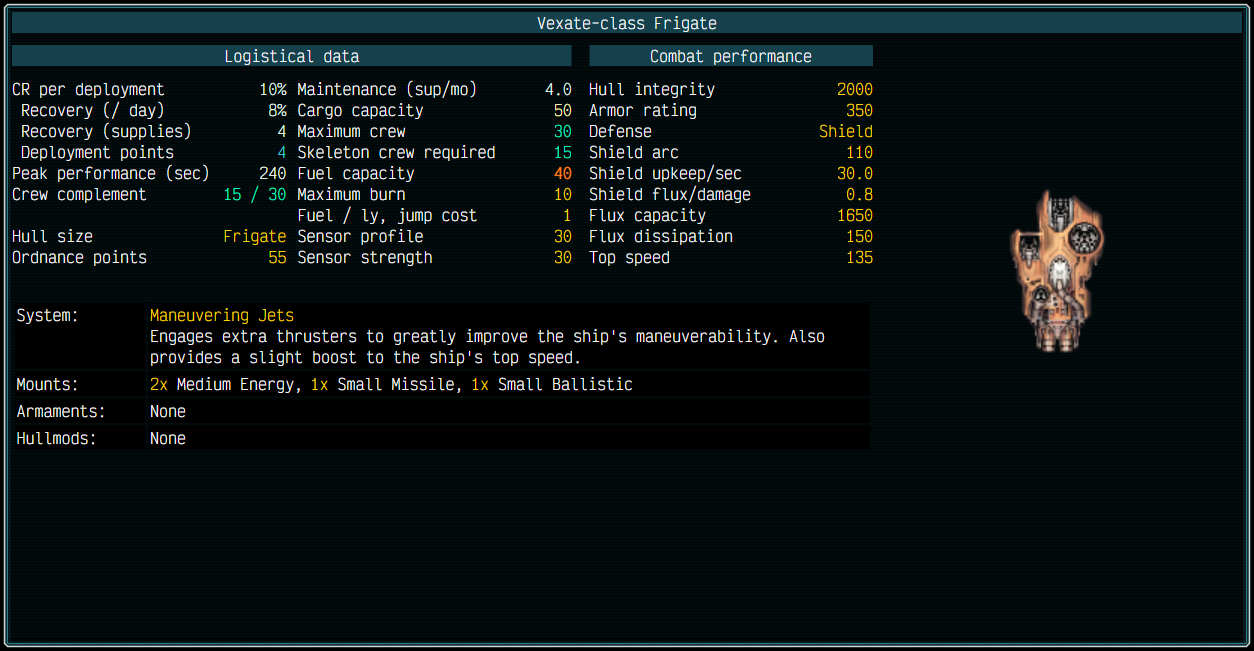 Vexate-class Frigate
Logistical data
CR per deployment 10%
Recovery (/ day) 8%
Recovery (supplies) 4
Deployment points 4
Peak performance (sec) 240
Crew complement 15 / 30
Hull size Frigate
Ordnance points 55
Maintenance (sup/mo) 4.0
Cargo capacity 50
Maximum crew 30
Skeleton crew required 15
Fuel capacity 40
Maximum burn 10
Fuel / ly, jump cost 1
Sensor profile 30
Sensor strength 30
Combat performance
Hull integrity 2000
Armor rating 350
Defense Shield
Shield arc 110
Shield upkeep/sec 30.0
Shield flux/damage 0.8
Flux capacity 1650
Flux dissipation 150
Top speed 135
System: Maneuvering Jets
Engages extra thrusters to greatly improve the ship's maneuverability. Also
provides a slight boost to the ship's top speed.
Mounts: 2x Medium Energy, 1x Small Missile, 1x Small Ballistic
Armaments: None
Hullmods: None